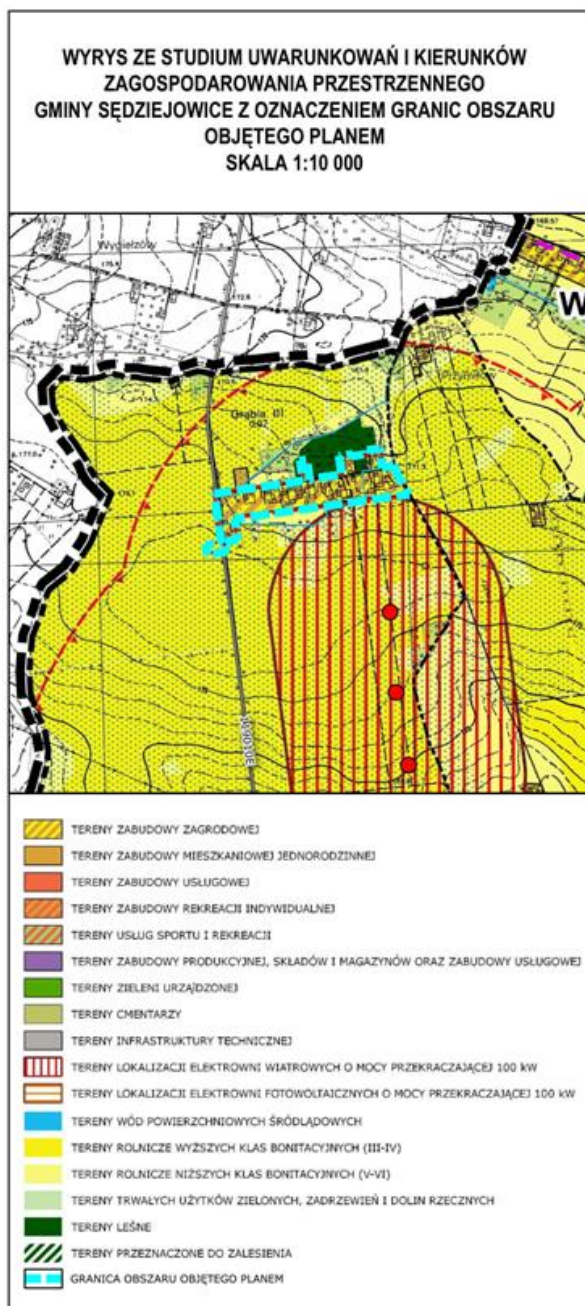 WYRYS ZE STUDIUM UWARUNKOWAŃ I KIERUNKÓW
ZAGOSPODAROWANIA PRZESTRZENNEGO
GMINY SĘDZIEJOWICE Z OZNACZENIEM GRANIC OBSZARU
OBJĘTEGO PLANEM
SKALA 1:10 000
Wygiełzów
W
Grabia III
TERENY ZABUDOWY ZAGRODOWEJ
TERENY ZABUDOWY MIESZKANIOWEJ JEDNORODZINNEJ
TERENY ZABUDOWY USŁUGOWEJ
TERENY ZABUDOWY REKREACJI INDYWIDUALNEJ
TERENY USŁUG SPORTU I REKREACJI
TERENY ZABUDOWY PRODUKCYJNEJ, SKŁADÓW I MAGAZYNÓW ORAZ ZABUDOWY USŁUGOWEJ
TERENY ZIELENI URZĄDZONEJ
TERENY CMENTARZY
TERENY INFRASTRUKTURY TECHNICZNEJ
TERENY LOKALIZACJI ELEKTROWNI WIATROWYCH O MOCY PRZEKRACZAJĄCEJ 100 kW
TERENY LOKALIZACJI ELEKTROWNI FOTOWOLTAICZNYCH O MOCY PRZEKRACZAJĄCEJ 100 kW
TERENY WÓD POWIERZCHNIOWYCH ŚRÓDLĄDOWYCH
TERENY ROLNICZE WYŻSZYCH KLAS BONITACYJNYCH (III-IV)
TERENY ROLNICZE NIŻSZYCH KLAS BONITACYJNYCH (V-VI)
TERENY TRWAŁYCH UŻYTKÓW ZIELONYCH, ZADRZEWIEŃ I DOLIN RZECZNYCH
TERENY LEŚNE
TERENY PRZEZNACZONE DO ZALESIENIA
GRANICA OBSZARU OBJĘTEGO PLANEM